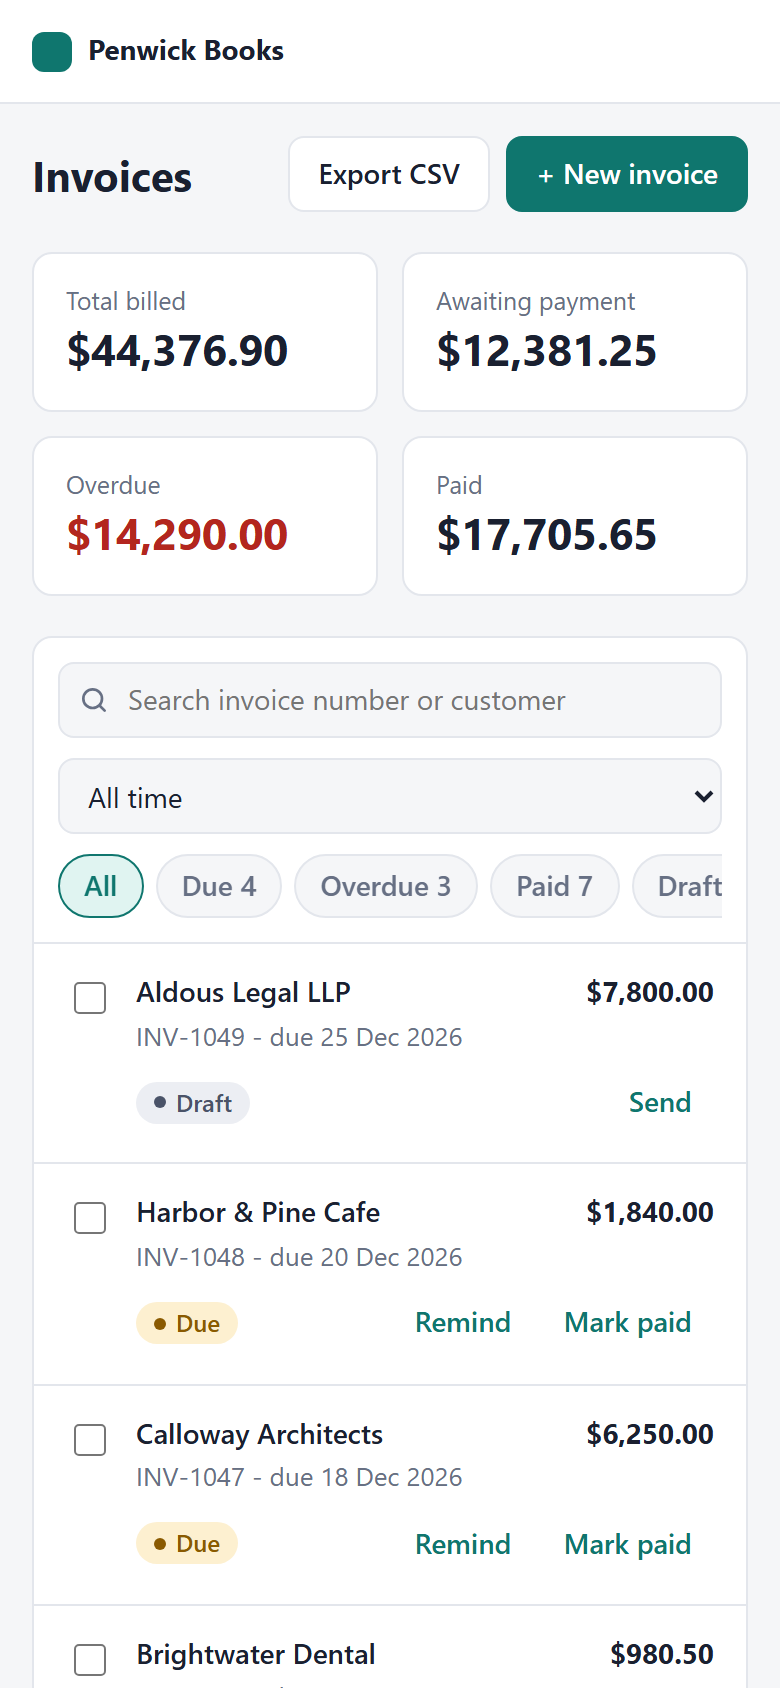 Penwick Books
Invoices
Export CSV
+ New invoice
Total billed
$44,376.90
Awaiting payment
$12,381.25
Overdue
$14,290.00
Paid
$17,705.65
Search invoice number or customer
All time
All
Due 4
Overdue 3
Paid 7
Draft
Aldous Legal LLP
$7,800.00
INV-1049 - due 25 Dec 2026
Draft
Send
Harbor & Pine Cafe
$1,840.00
INV-1048 - due 20 Dec 2026
Due
Remind
Mark paid
Calloway Architects
$6,250.00
INV-1047 - due 18 Dec 2026
Due
Remind
Mark paid
Brightwater Dental
$980.50